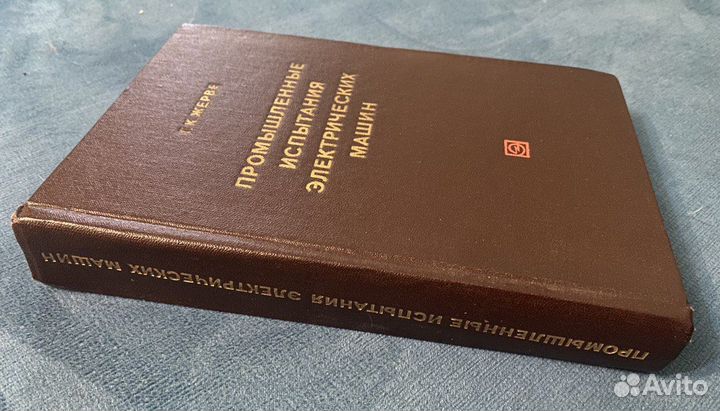 Г. К. ЖЕРВЕ
ПРОМЫШЛЕННЫЕ
ИСПЫТАНИЯ
ЭЛЕКТРИЧЕСКИХ
МАШИН
ПРОМЫШЛЕННЫЕ ИСПЫТАНИЯ ЭЛЕКТРИЧЕСКИХ МАШИН
Avito